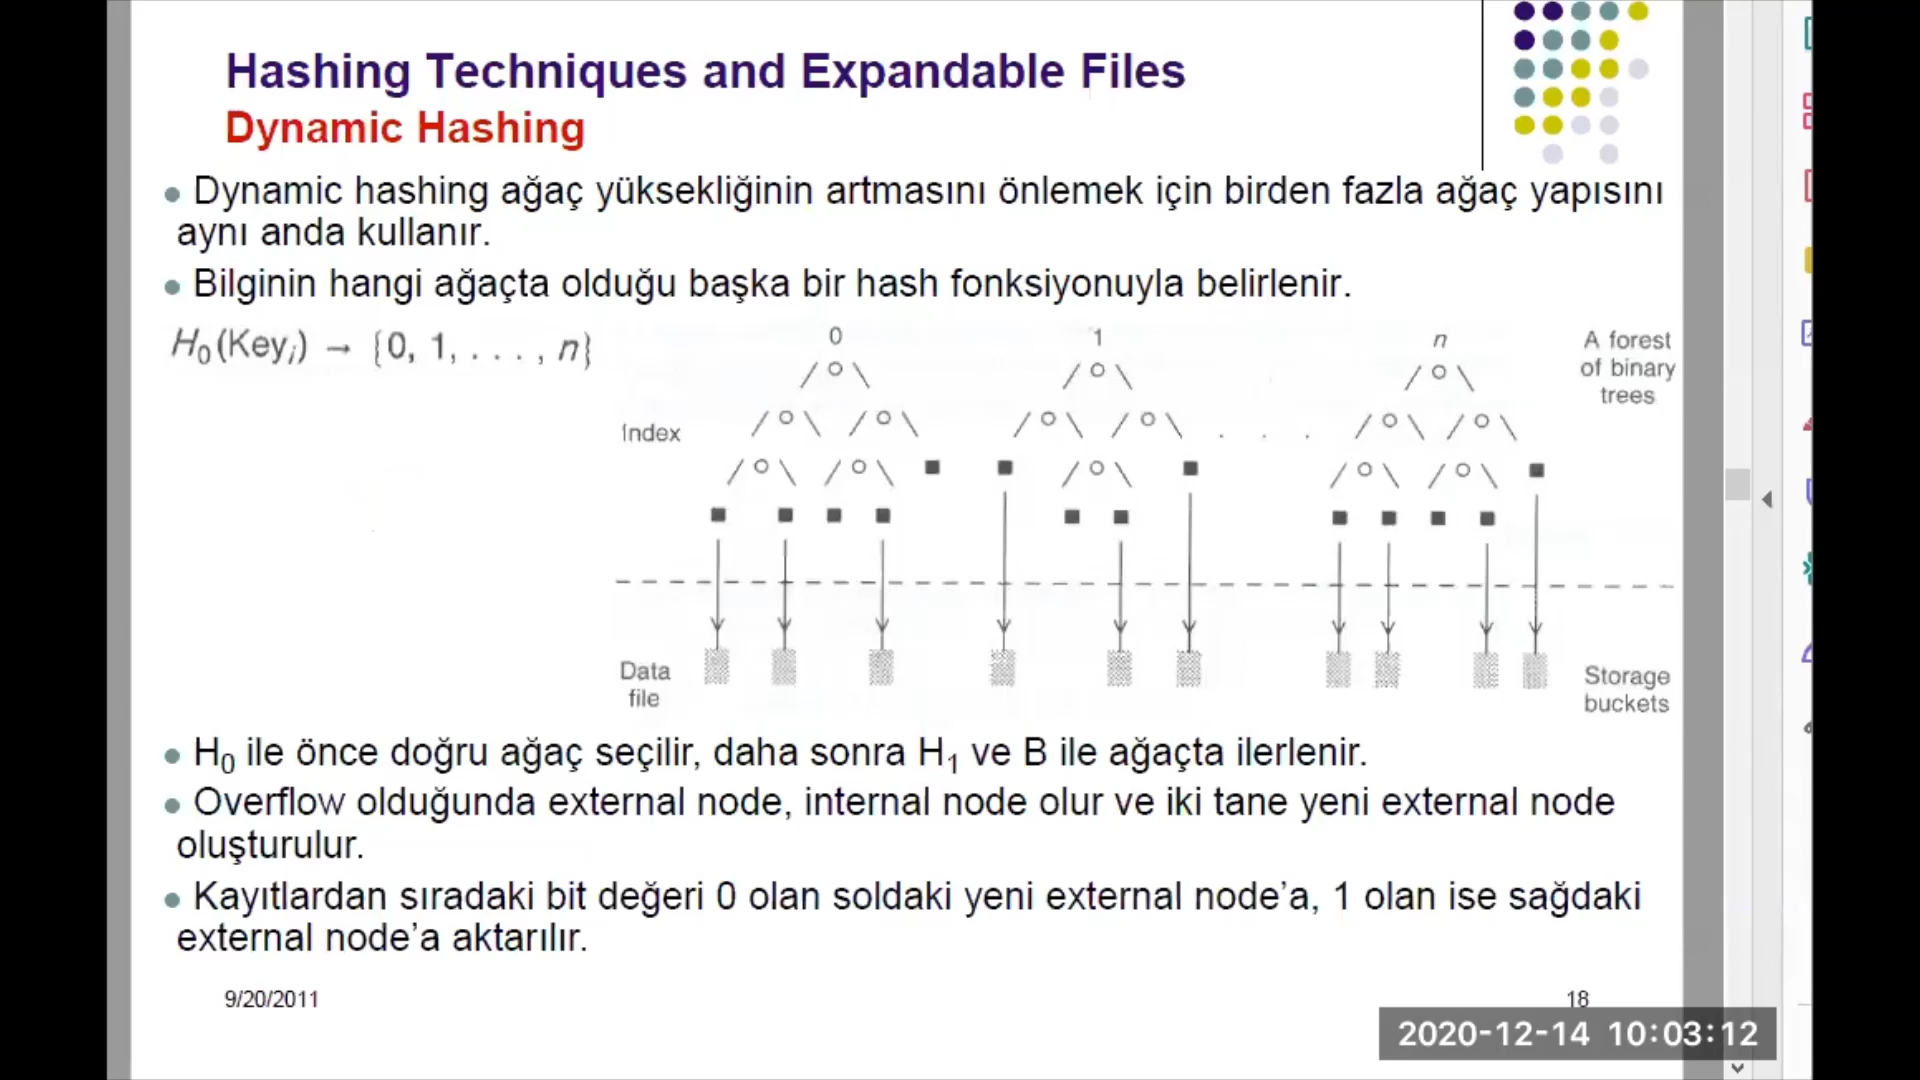 Hashing Techniques and Expandable Files
Dynamic Hashing
Dynamic hashing ağaç yüksekliğinin artmasını önlemek için birden fazla ağaç yapısını
aynı anda kullanır.
Bilginin hangi ağaçta olduğu başka bir hash fonksiyonuyla belirlenir.
H₀(Keyᵢ) → {0, 1, . . . , n}
0
1
n
A forest
of binary
trees
Index
. . .
Data
file
Storage
buckets
H₀ ile önce doğru ağaç seçilir, daha sonra H₁ ve B ile ağaçta ilerlenir.
Overflow olduğunda external node, internal node olur ve iki tane yeni external node
oluşturulur.
Kayıtlardan sıradaki bit değeri 0 olan soldaki yeni external node’a, 1 olan ise sağdaki
external node’a aktarılır.
9/20/2011
18
2020-12-14 10:03:12